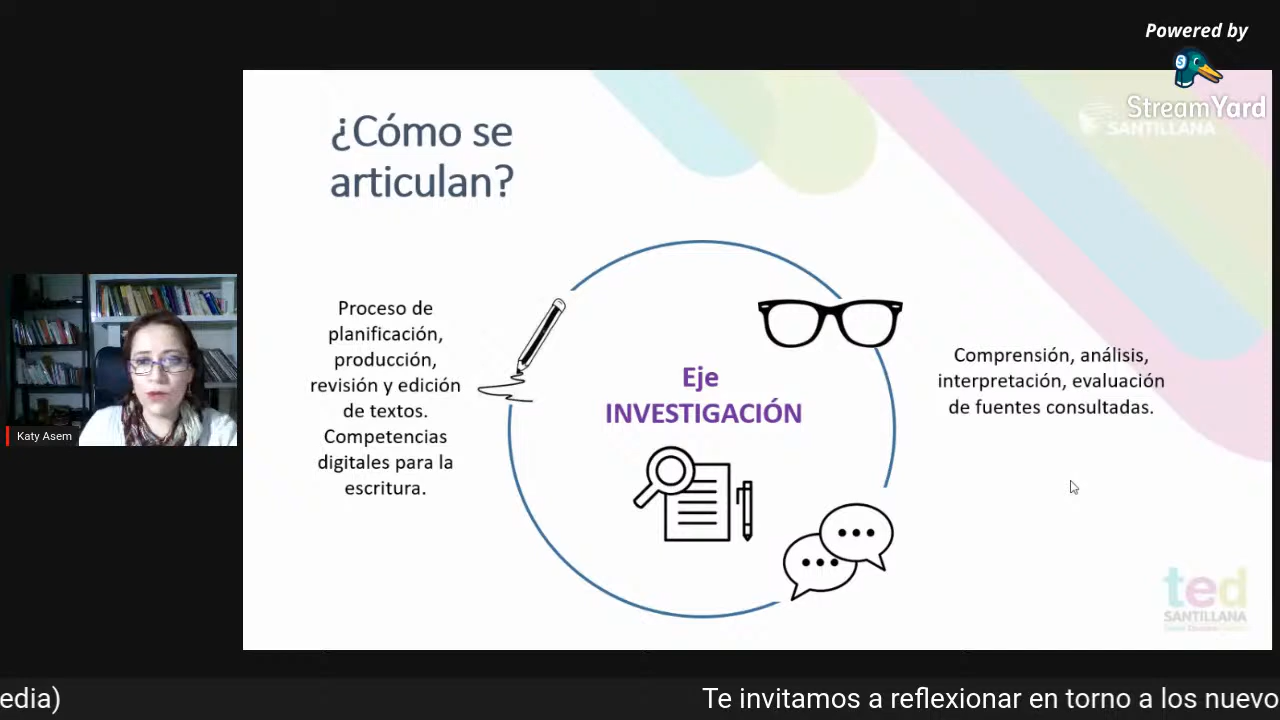 Powered by
StreamYard
SANTILLANA
¿Cómo se
articulan?
Proceso de
planificación,
producción,
revisión y edición
de textos.
Competencias
digitales para la
escritura.
Eje
INVESTIGACIÓN
Comprensión, análisis,
interpretación, evaluación
de fuentes consultadas.
Katy Asem
ted
SANTILLANA
edia)
Te invitamos a reflexionar en torno a los nuevo